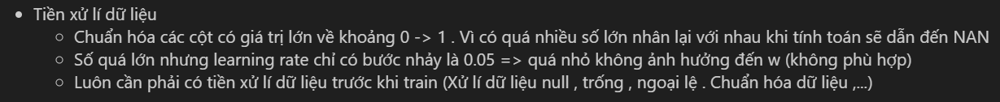 Tiền xử lí dữ liệu
Chuẩn hóa các cột có giá trị lớn về khoảng 0 -> 1 . Vì có quá nhiều số lớn nhân lại với nhau khi tính toán sẽ dẫn đến NAN
Số quá lớn nhưng learning rate chỉ có bước nhảy là 0.05 => quá nhỏ không ảnh hưởng đến w (không phù hợp)
Luôn cần phải có tiền xử lí dữ liệu trước khi train (Xử lí dữ liệu null , trống , ngoại lệ . Chuẩn hóa dữ liệu ,...)